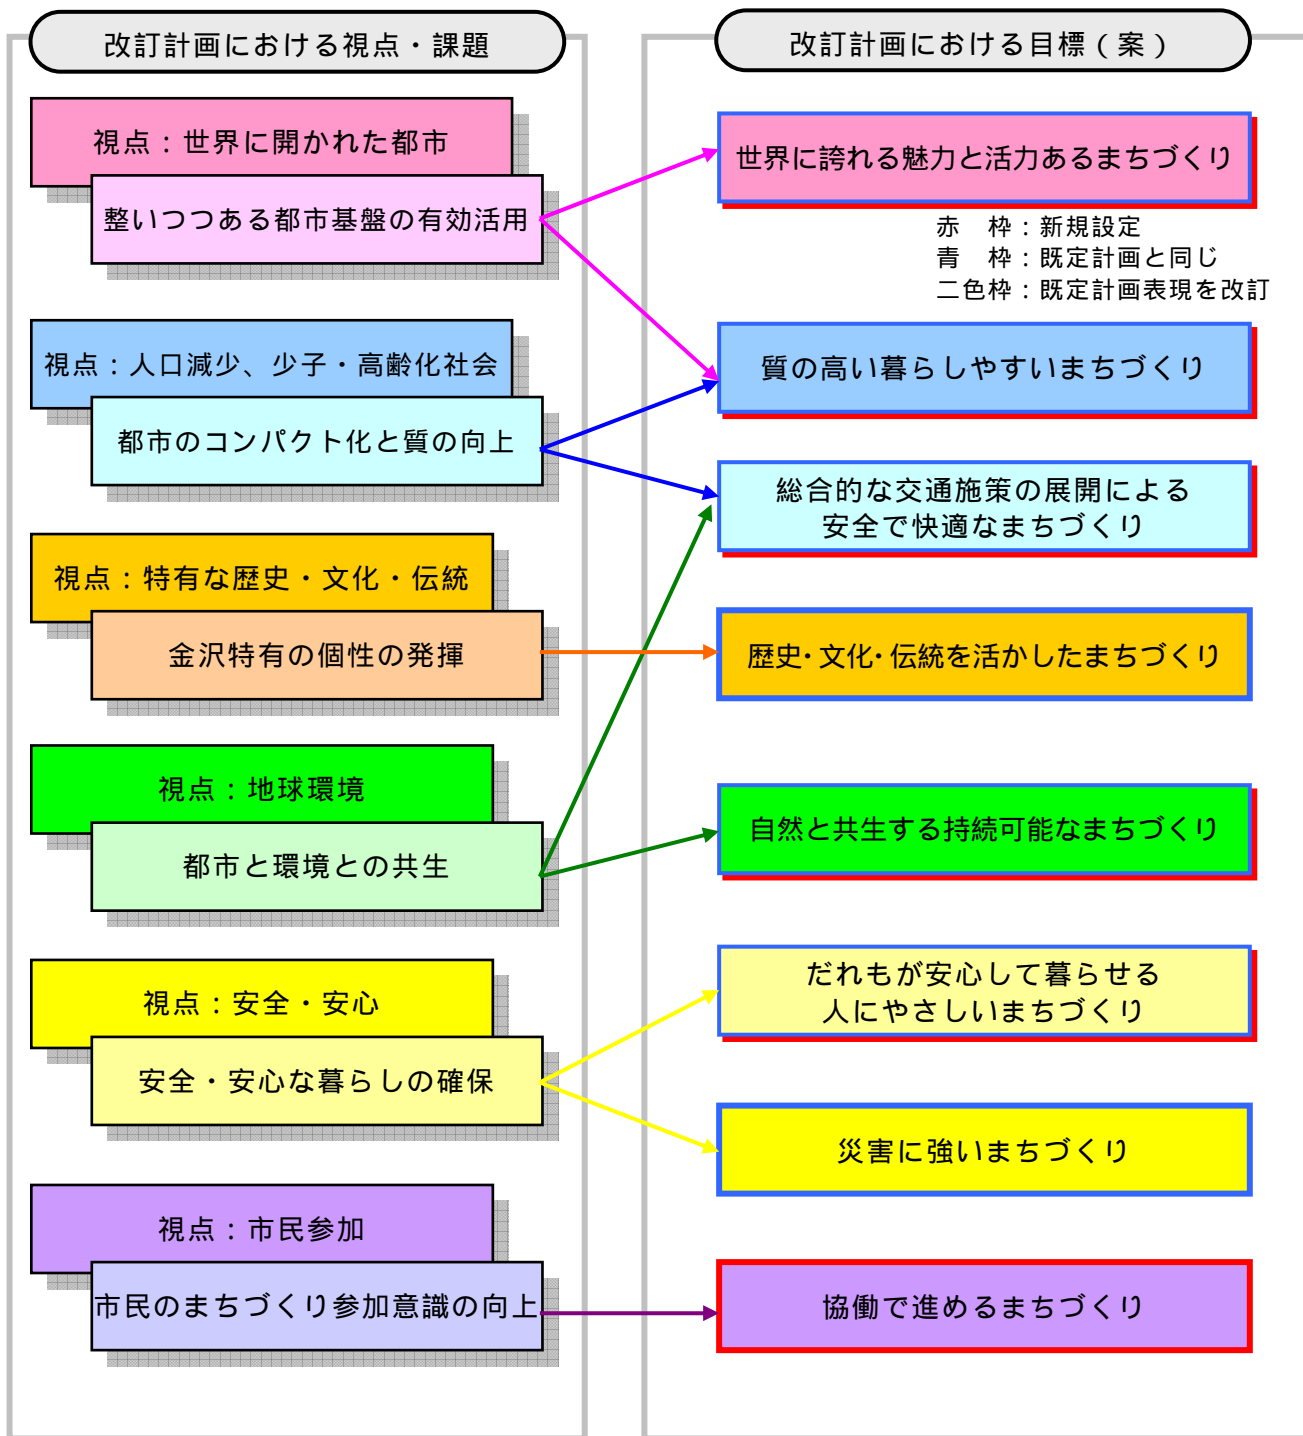 改訂計画における視点・課題
視点：世界に開かれた都市
整いつつある都市基盤の有効活用
視点：人口減少、少子・高齢化社会
都市のコンパクト化と質の向上
視点：特有な歴史・文化・伝統
金沢特有の個性の発揮
視点：地球環境
都市と環境との共生
視点：安全・安心
安全・安心な暮らしの確保
視点：市民参加
市民のまちづくり参加意識の向上
改訂計画における目標（案）
世界に誇れる魅力と活力あるまちづくり
赤　枠：新規設定
青　枠：既定計画と同じ
二色枠：既定計画表現を改訂
質の高い暮らしやすいまちづくり
総合的な交通施策の展開による
安全で快適なまちづくり
歴史・文化・伝統を活かしたまちづくり
自然と共生する持続可能なまちづくり
だれもが安心して暮らせる
人にやさしいまちづくり
災害に強いまちづくり
協働で進めるまちづくり